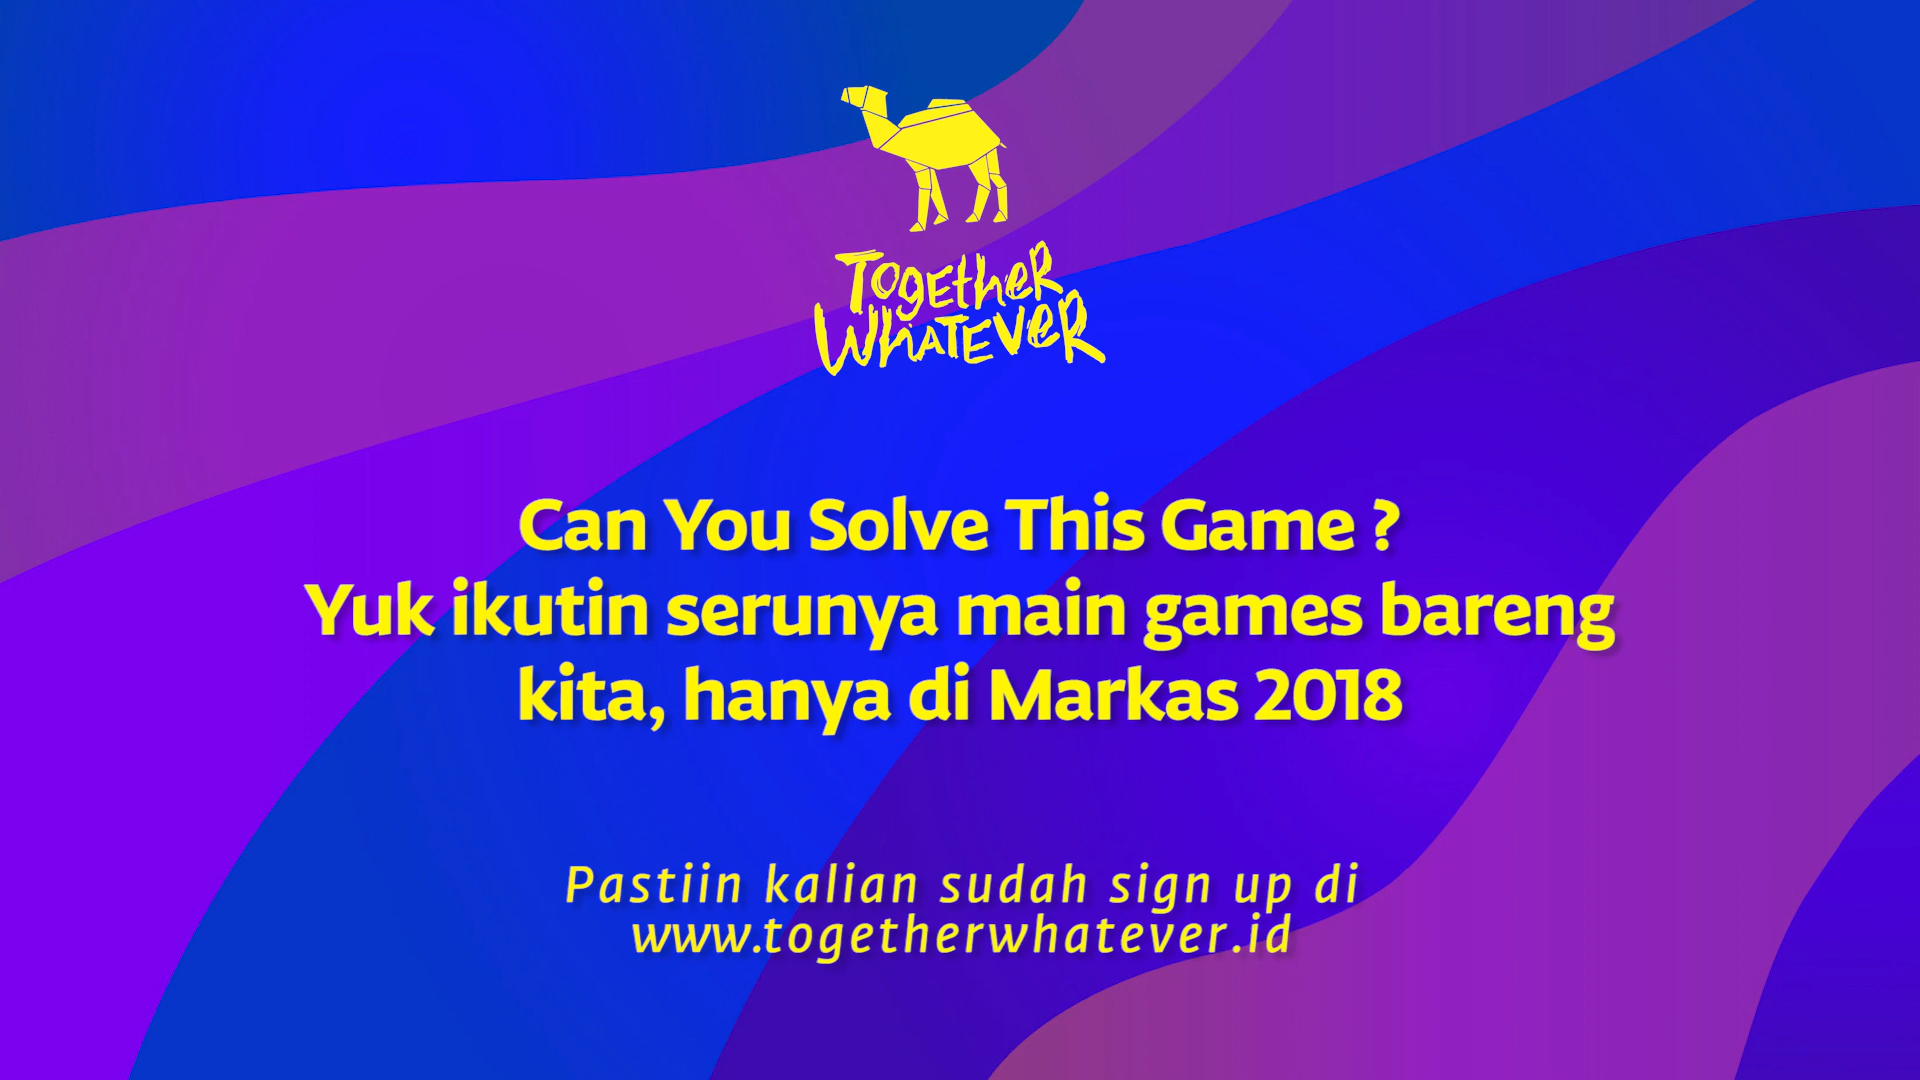 Together
Whatever
Can You Solve This Game ?
Yuk ikutin serunya main games bareng
kita, hanya di Markas 2018
Pastiin kalian sudah sign up di
www.togetherwhatever.id